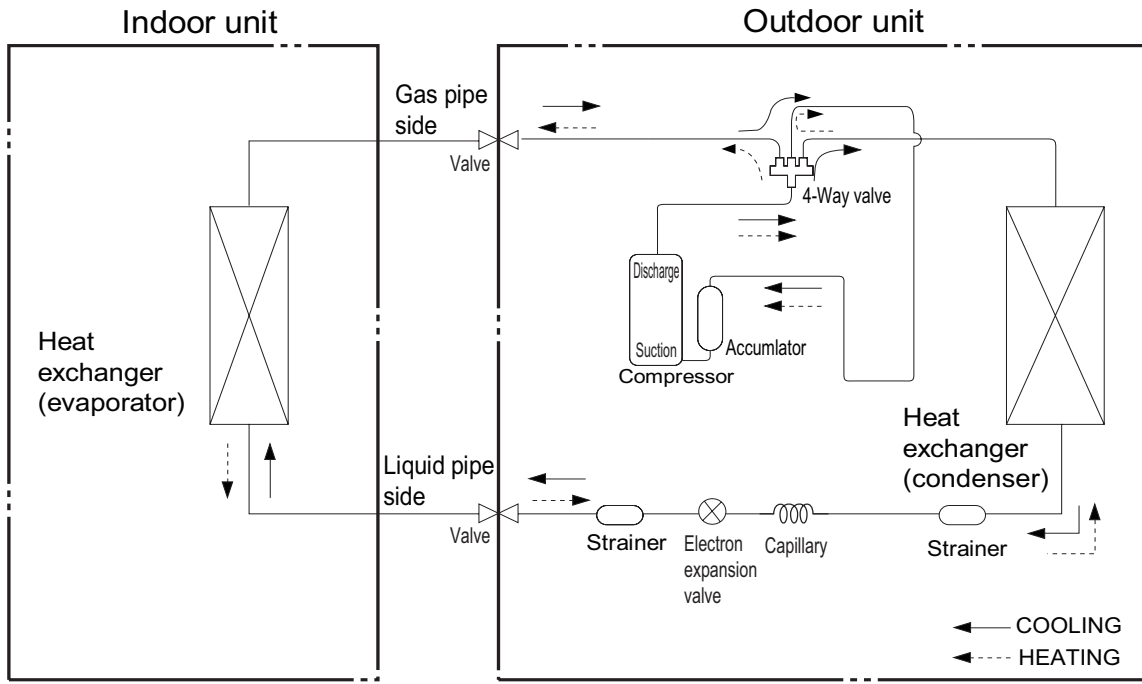 Indoor unit
Outdoor unit
Gas pipe
side
Valve
4-Way valve
Discharge
Suction
Compressor
Accumlator
Heat
exchanger
(evaporator)
Heat
exchanger
(condenser)
Liquid pipe
side
Valve
Strainer
Electron
expansion
valve
Capillary
Strainer
COOLING
HEATING